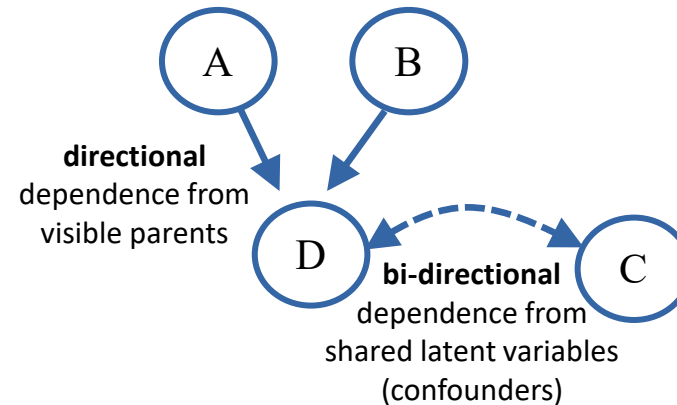 A
B
directional
dependence from
visible parents
D
C
bi-directional
dependence from
shared latent variables
(confounders)